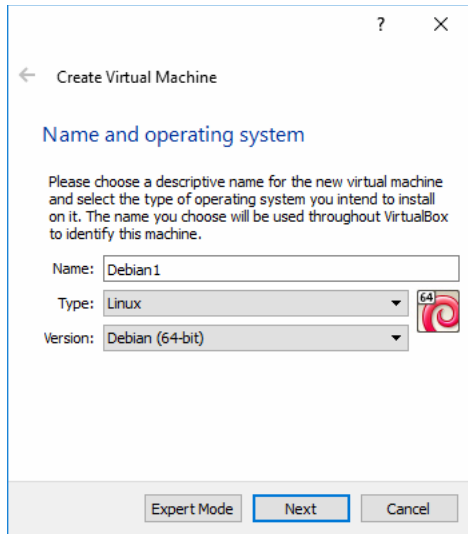 ?
Create Virtual Machine
Name and operating system
Please choose a descriptive name for the new virtual machine
and select the type of operating system you intend to install
on it. The name you choose will be used throughout VirtualBox
to identify this machine.
Name: Debian1
Type: Linux
64
Version: Debian (64-bit)
Expert Mode Next Cancel